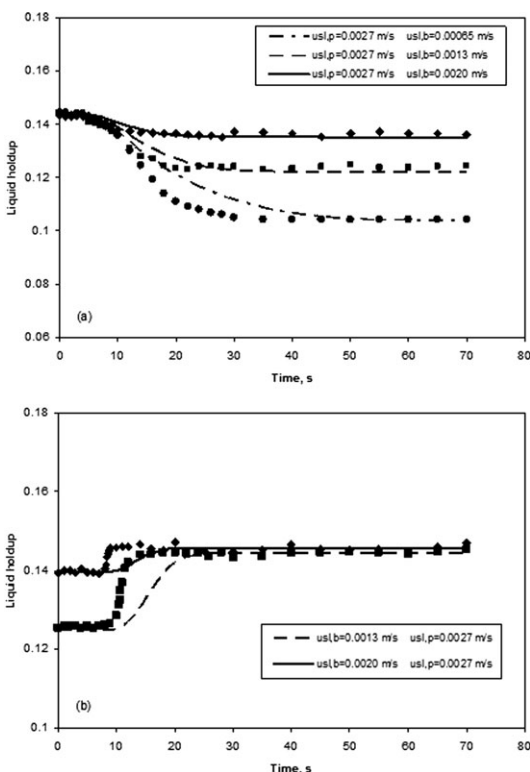 0.18
usl,p=0.0027 m/s usl,b=0.00065 m/s
usl,p=0.0027 m/s usl,b=0.0013 m/s
usl,p=0.0027 m/s usl,b=0.0020 m/s
0.16
0.14
0.12
0.1
0.08
0.06
Liquid holdup
(a)
0 10 20 30 40 50 60 70 80
Time, s
0.18
0.16
0.14
0.12
0.1
Liquid holdup
usl,b=0.0013 m/s usl,p=0.0027 m/s
usl,b=0.0020 m/s usl,p=0.0027 m/s
(b)
0 10 20 30 40 50 60 70 80
Time, s